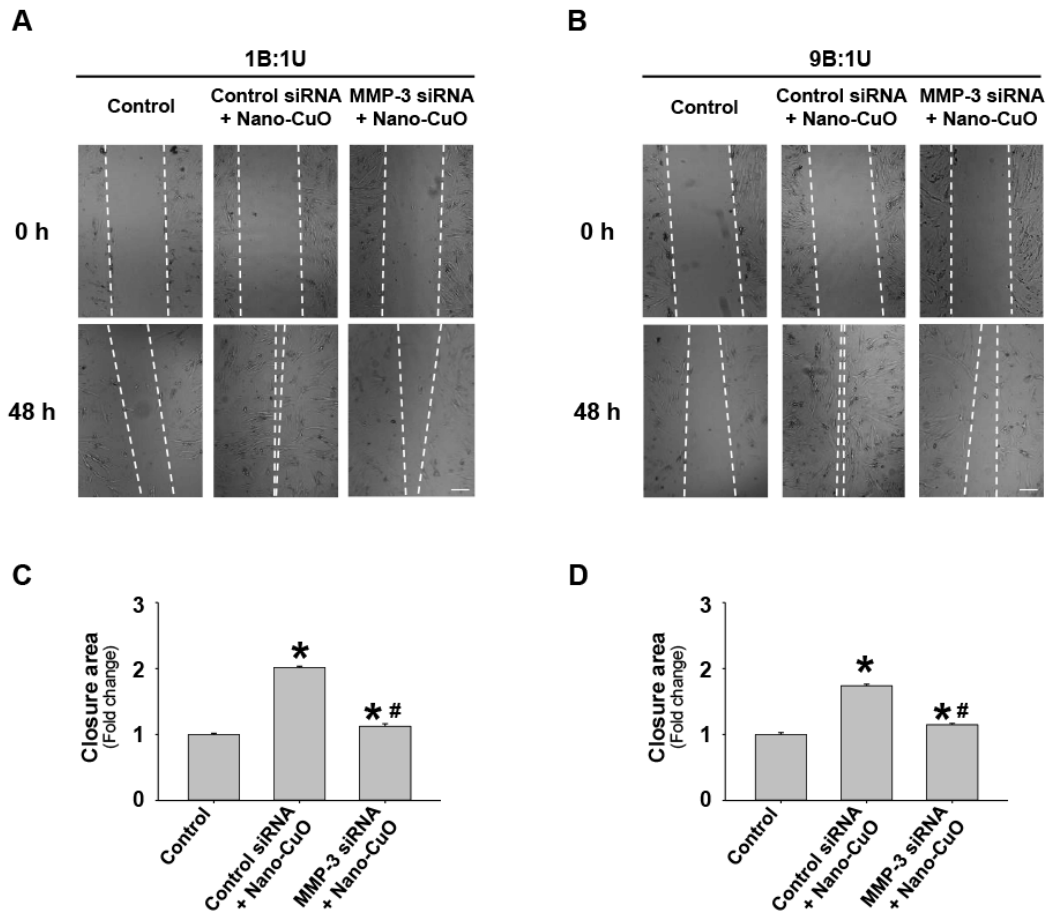 A
1B:1U
Control
Control siRNA
+ Nano-CuO
MMP-3 siRNA
+ Nano-CuO
0 h
48 h
B
9B:1U
Control
Control siRNA
+ Nano-CuO
MMP-3 siRNA
+ Nano-CuO
0 h
48 h
C
Closure area
(Fold change)
3
2
1
0
*
* #
Control
Control siRNA
+ Nano-CuO
MMP-3 siRNA
+ Nano-CuO
D
Closure area
(Fold change)
3
2
1
0
*
* #
Control
Control siRNA
+ Nano-CuO
MMP-3 siRNA
+ Nano-CuO